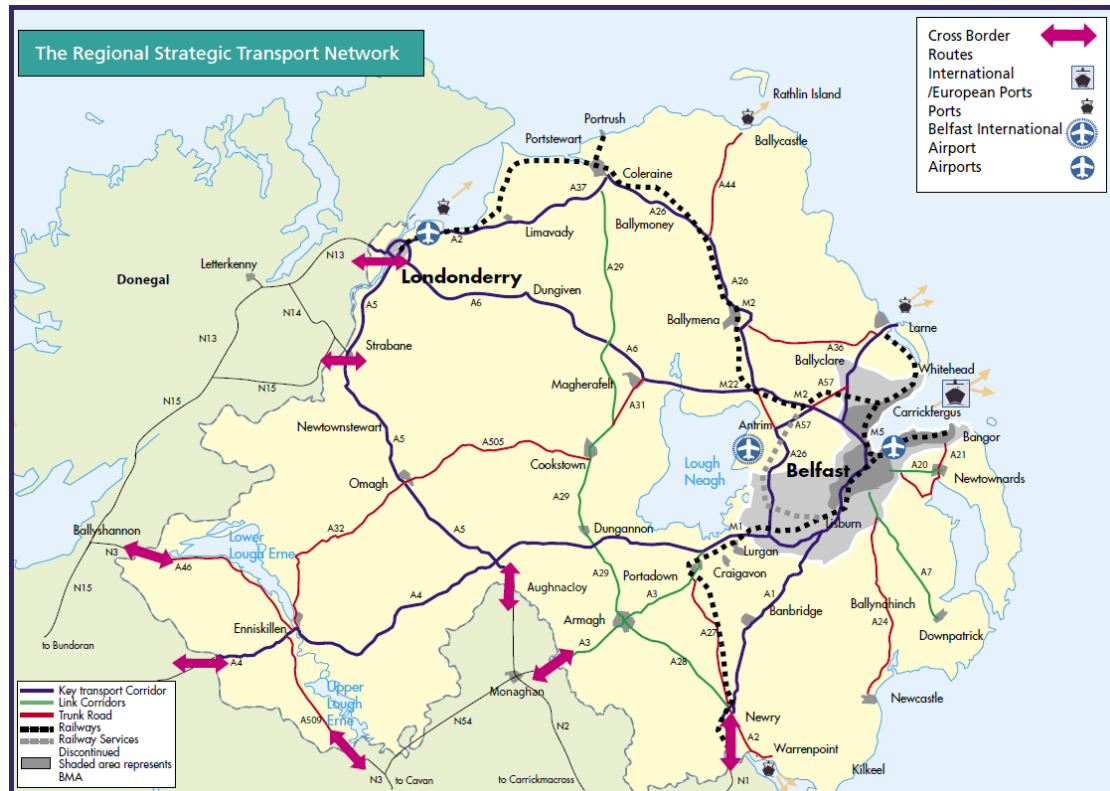 The Regional Strategic Transport Network
Cross Border
Routes
International
/European Ports
Ports
Belfast International
Airport
Airports
Rathlin Island
Portrush
Portstewart
Ballycastle
Coleraine
A44
A37
A26
A2
Limavady
Ballymoney
N13
Letterkenny
Donegal
Londonderry
A29
Dungiven
A5
A6
A26
N14
M2
Ballymena
Larne
Strabane
A6
A36
N13
Ballyclare
Whitehead
N15
Magherafelt
M22
A57
M2
A31
Carrickfergus
N15
Newtownstewart
Antrim
A57
M5
Bangor
A5
A505
A26
Belfast
A20
A21
Cookstown
Lough
Neagh
Newtownards
Omagh
A29
Ballyshannon
A32
Dungannon
M1
Lisburn
Lower
Lough Erne
A5
N3
Lurgan
A46
A29
Portadown
Craigavon
A7
N15
Aughnacloy
A4
A3
A1
Ballynahinch
Armagh
Banbridge
Enniskillen
A27
A24
Downpatrick
to Bundoran
A3
A4
A28
Monaghan
Newcastle
Upper
Lough
Erne
A509
N54
Newry
N2
A2
Warrenpoint
Kilkeel
N3
to Cavan
to Carrickmacross
N1
Key transport Corridor
Link Corridors
Trunk Road
Railways
Railway Services
Discontinued
Shaded area represents
BMA